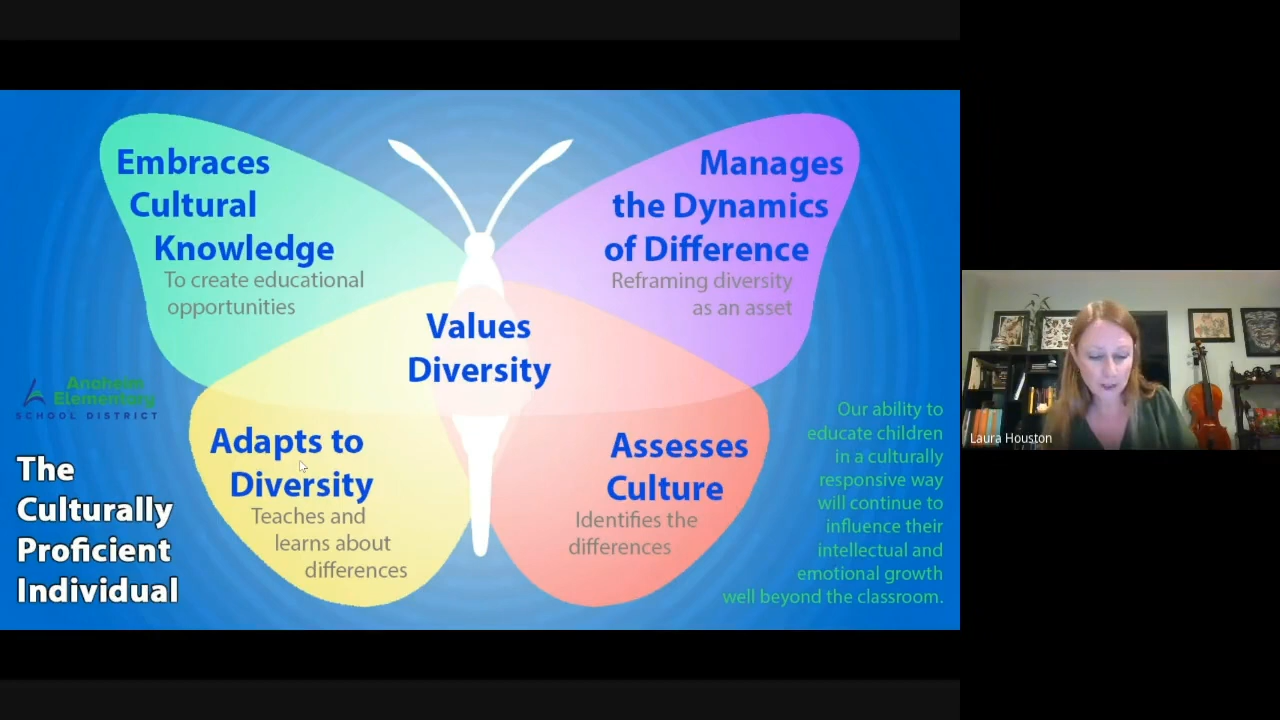 Embraces
Cultural
Knowledge
To create educational
opportunities
Manages
the Dynamics
of Difference
Reframing diversity
as an asset
Values
Diversity
Anaheim
Elementary
SCHOOL DISTRICT
The
Culturally
Proficient
Individual
Adapts to
Diversity
Teaches and
learns about
differences
Assesses
Culture
Identifies the
differences
Our ability to
educate children
in a culturally
responsive way
will continue to
influence their
intellectual and
emotional growth
well beyond the classroom.
Laura Houston